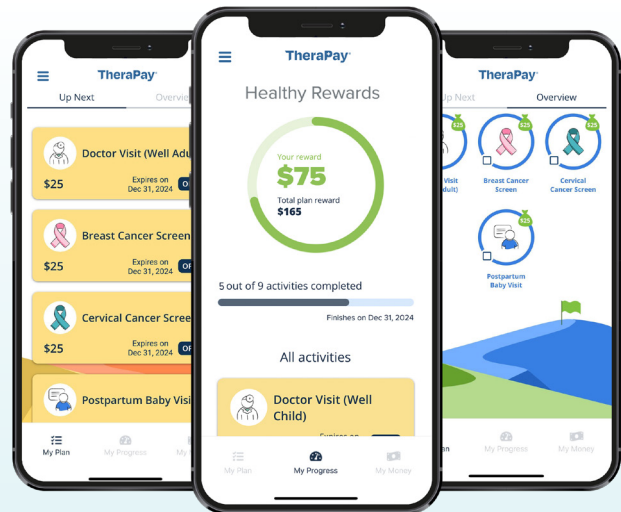 TheraPay
Up Next
Overvie
Doctor Visit (Well Adu
$25
Expires on
Dec 31, 2024
Breast Cancer Screen
$25
Expires on
Dec 31, 2024
Cervical Cancer Scree
$25
Expires on
Dec 31, 2024
Postpartum Baby Visi
My Plan
My Progress
TheraPay
Healthy Rewards
Your reward
$75
Total plan reward
$165
5 out of 9 activities completed
Finishes on Dec 31, 2024
All activities
Doctor Visit (Well
Child)
My Plan
My Progress
My Money
TheraPay
Up Next
Overview
$25
$25
$25
Visit
dult)
Breast Cancer
Screen
Cervical
Cancer Screen
$25
Postpartum
Baby Visit
My Progress
My Money